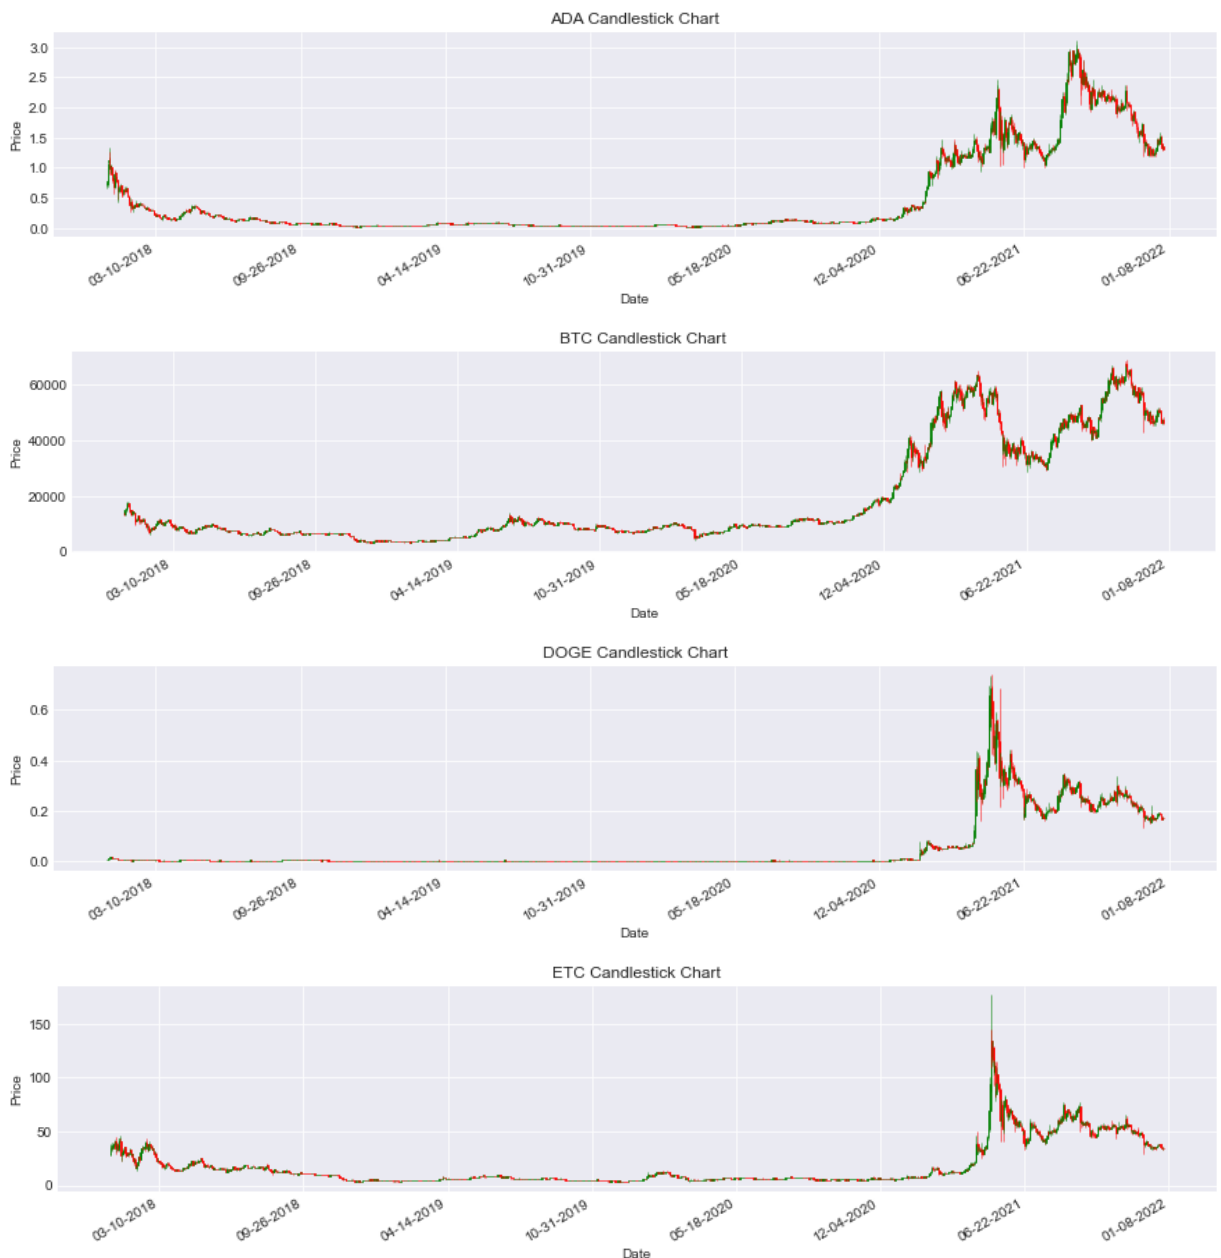 ADA Candlestick Chart
3.0
2.5
2.0
1.5
1.0
0.5
0.0
Price
03-10-2018 09-26-2018 04-14-2019 10-31-2019 05-18-2020 12-04-2020 06-22-2021 01-08-2022
Date
BTC Candlestick Chart
60000
40000
20000
0
Price
03-10-2018 09-26-2018 04-14-2019 10-31-2019 05-18-2020 12-04-2020 06-22-2021 01-08-2022
Date
DOGE Candlestick Chart
0.6
0.4
0.2
0.0
Price
03-10-2018 09-26-2018 04-14-2019 10-31-2019 05-18-2020 12-04-2020 06-22-2021 01-08-2022
Date
ETC Candlestick Chart
150
100
50
0
Price
03-10-2018 09-26-2018 04-14-2019 10-31-2019 05-18-2020 12-04-2020 06-22-2021 01-08-2022
Date